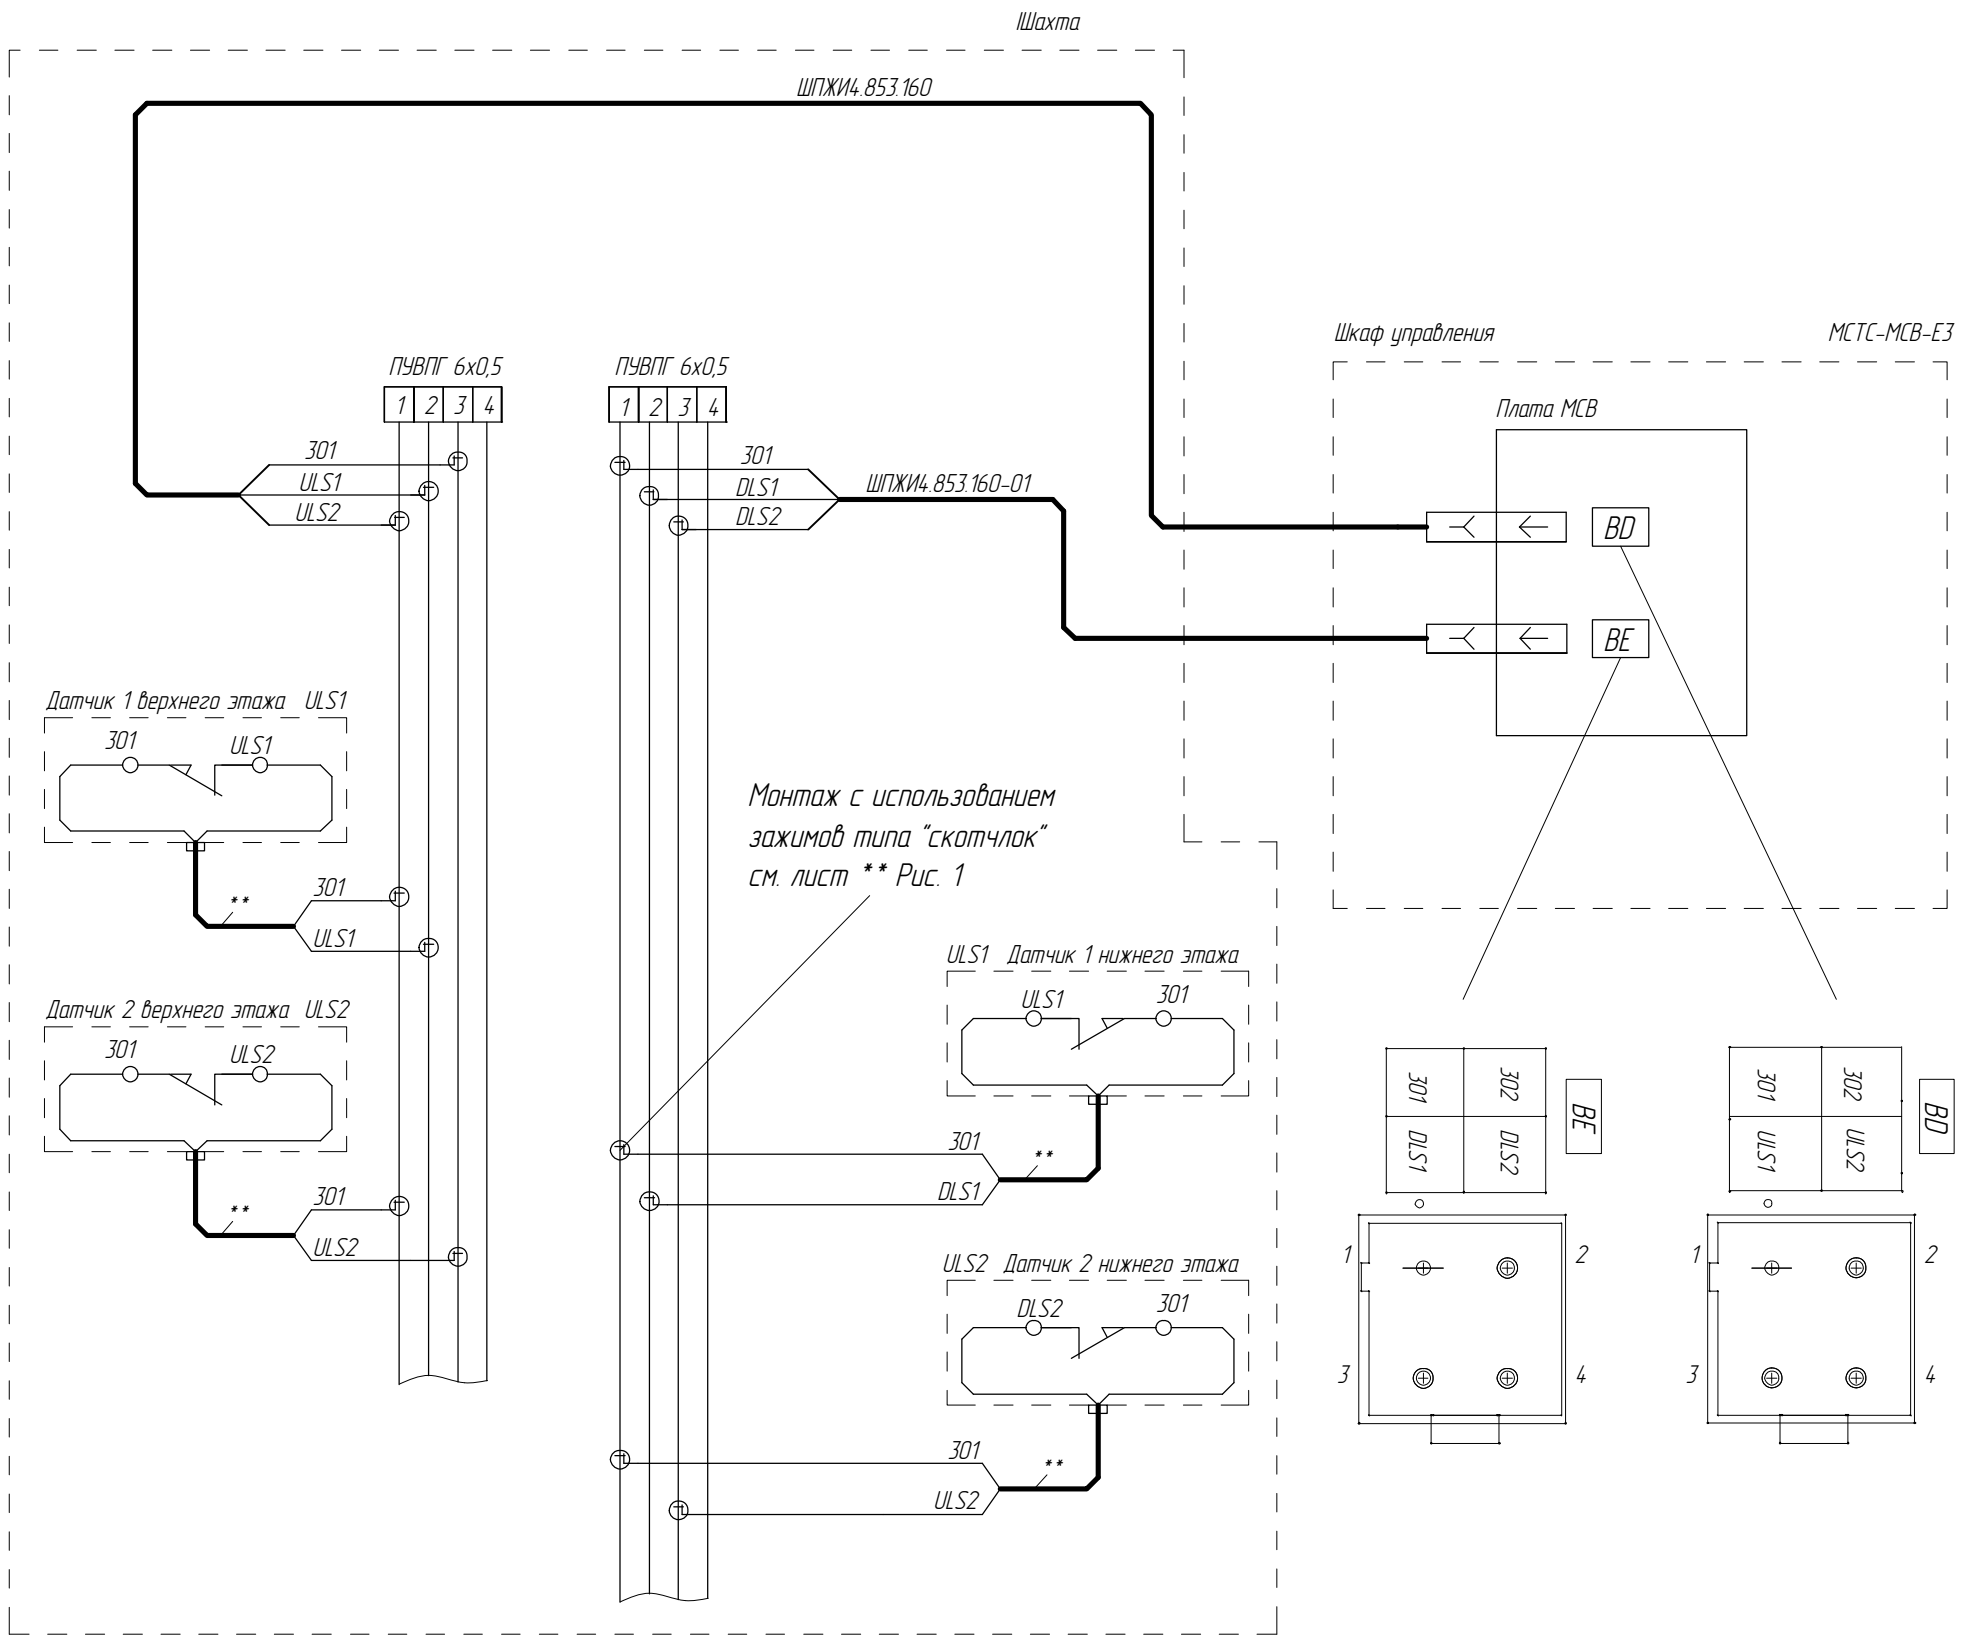 Шахта
ШПЖИ4.853.160
Шкаф управления
МСТС-МСВ-Е3
Плата МСВ
ПУВПГ 6х0,5
1 2 3 4
ПУВПГ 6х0,5
1 2 3 4
301
ULS1
ULS2
301
DLS1
DLS2
ШПЖИ4.853.160-01
BD
BE
Датчик 1 верхнего этажа ULS1
301
ULS1
**
301
ULS1
Монтаж с использованием
зажимов типа "скотчлок"
см. лист ** Рис. 1
Датчик 2 верхнего этажа ULS2
301
ULS2
**
301
ULS2
ULS1 Датчик 1 нижнего этажа
ULS1
301
301
**
DLS1
ULS2 Датчик 2 нижнего этажа
DLS2
301
301
**
ULS2
301
302
DLS1
DLS2
BE
301
302
ULS1
ULS2
BD
1
2
3
4
1
2
3
4